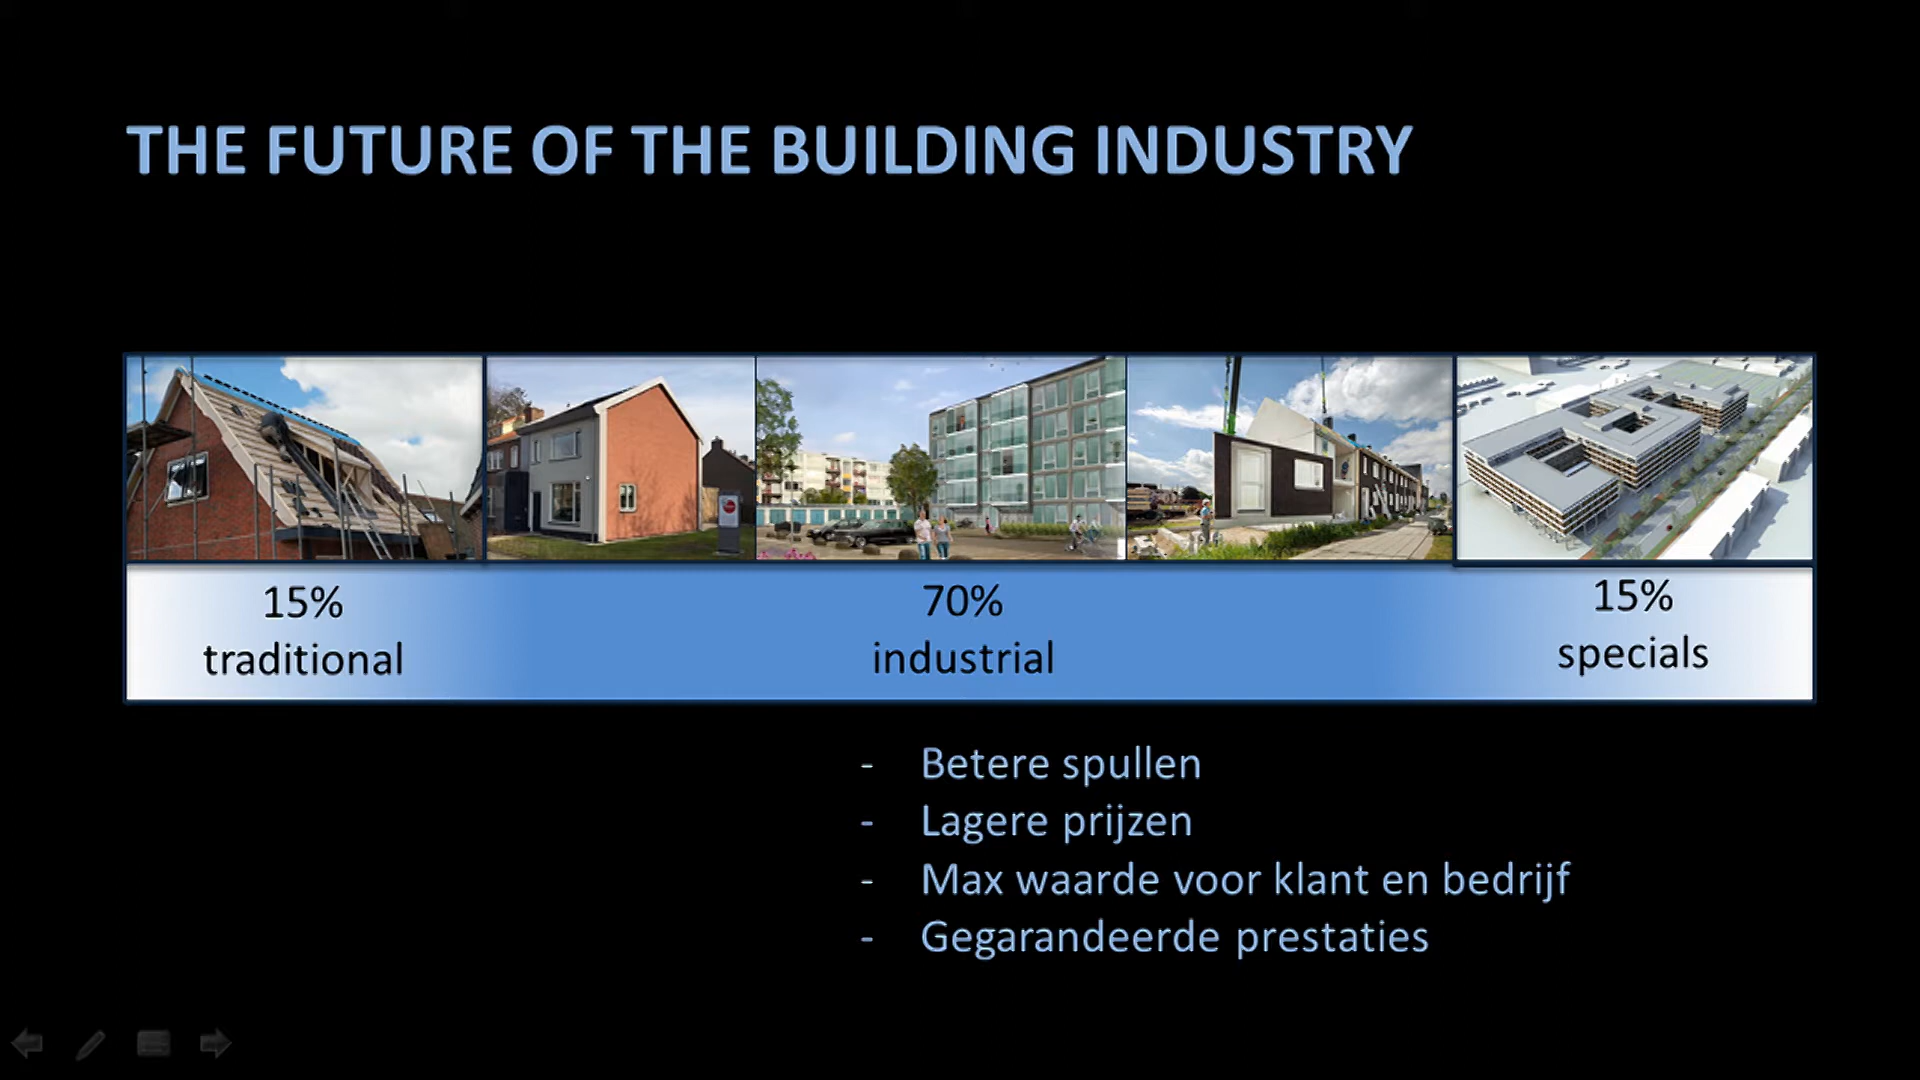 THE FUTURE OF THE BUILDING INDUSTRY
15%
traditional
70%
industrial
15%
specials
- Betere spullen
- Lagere prijzen
- Max waarde voor klant en bedrijf
- Gegarandeerde prestaties